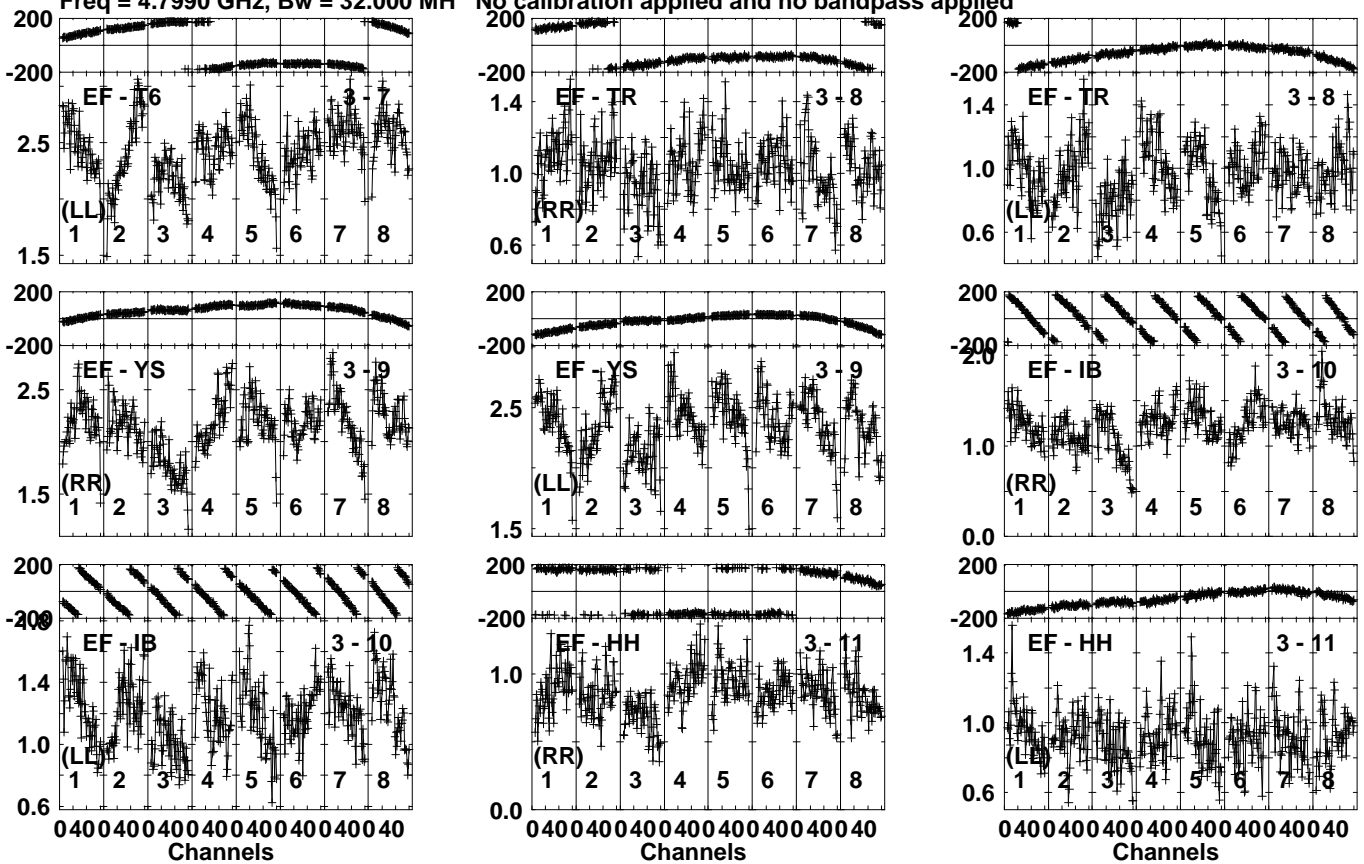 Freq = 4.7990 GHz, Bw = 32.000 MH No calibration applied and no bandpass applied
200
-200
EF - T6 3 - 7
2.5
(LL)
1 2 3 4 5 6 7 8
1.5
200
-200
EF - TR 3 - 8
1.4
1.0
(RR)
1 2 3 4 5 6 7 8
0.6
200
-200
EF - TR 3 - 8
1.4
1.0
(LL)
1 2 3 4 5 6 7 8
0.6
200
-200
EF - YS 3 - 9
2.5
1.5
(RR)
1 2 3 4 5 6 7 8
200
-200
EF - YS 3 - 9
2.5
(LL)
1 2 3 4 5 6 7 8
1.5
200
-200
2.0
EF - IB 3 - 10
1.0
(RR)
1 2 3 4 5 6 7 8
0.0
200
-200
1.8
EF - IB 3 - 10
1.4
1.0
(LL)
1 2 3 4 5 6 7 8
0.6
0 40 0 40 0 40 0 40 0 40 0 40 0 40 0 40
Channels
200
-200
EF - HH 3 - 11
1.0
(RR)
1 2 3 4 5 6 7 8
0.0
0 40 0 40 0 40 0 40 0 40 0 40 0 40 0 40
Channels
200
-200
EF - HH 3 - 11
1.4
1.0
(LL)
1 2 3 4 5 6 7 8
0.6
0 40 0 40 0 40 0 40 0 40 0 40 0 40 0 40
Channels